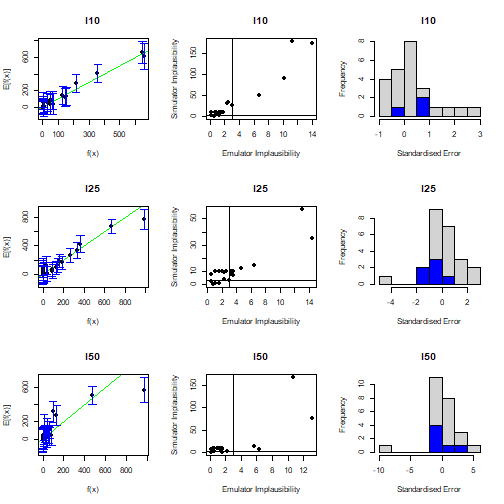 I10
E[f(x)]
0 400 800
0 100 300 500
f(x)
I10
Simulator Implausibility
0 50 100 150
0 2 4 6 8 10 12 14
Emulator Implausibility
I10
Frequency
0 2 4 6 8
-1 0 1 2 3
Standardised Error
I25
E[f(x)]
0 400 800
0 200 400 600 800
f(x)
I25
Simulator Implausibility
0 10 30 50
0 2 4 6 8 10 12 14
Emulator Implausibility
I25
Frequency
0 2 4 6 8
-4 -2 0 2
Standardised Error
I50
E[f(x)]
0 200 600
0 200 400 600 800
f(x)
I50
Simulator Implausibility
0 50 100 150
0 2 4 6 8 10 12
Emulator Implausibility
I50
Frequency
0 2 4 6 8 10
-10 -5 0 5
Standardised Error